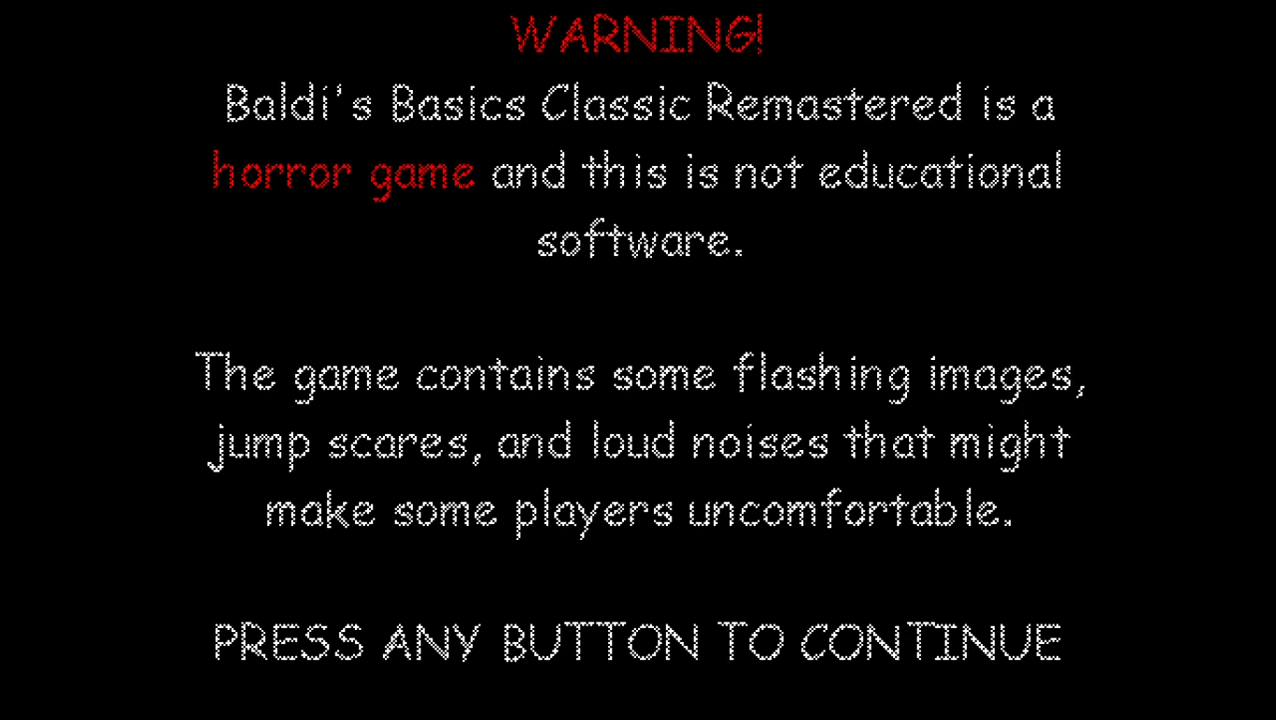 WARNING!
Baldi's Basics Classic Remastered is a
horror game and this is not educational
software.
The game contains some flashing images,
jump scares, and loud noises that might
make some players uncomfortable.
PRESS ANY BUTTON TO CONTINUE